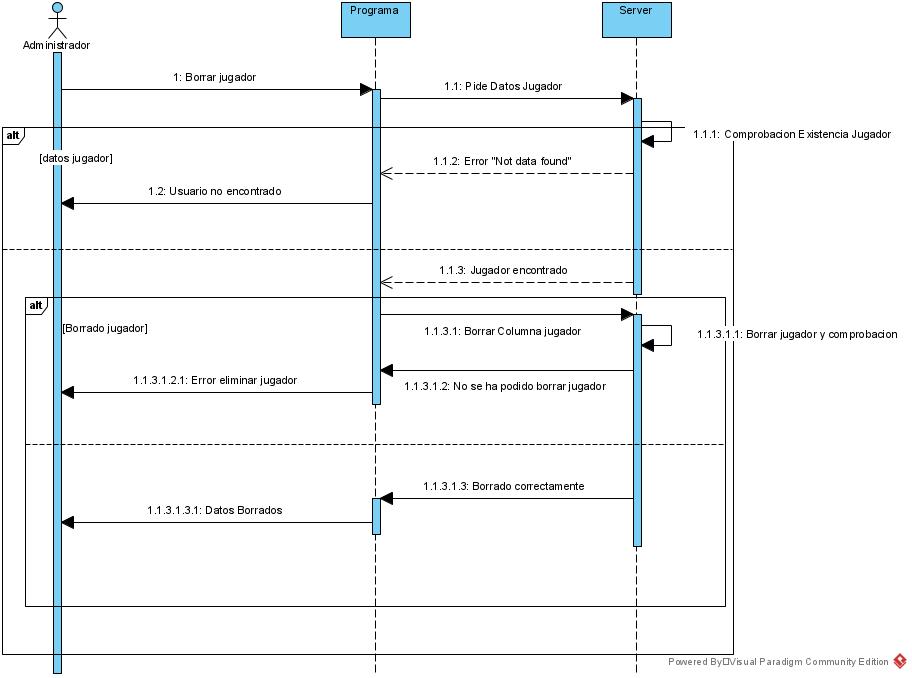 Programa
Server
Administrador
1: Borrar jugador
1.1: Pide Datos Jugador
alt
1.1.1: Comprobacion Existencia Jugador
[datos jugador]
1.1.2: Error "Not data found"
1.2: Usuario no encontrado
1.1.3: Jugador encontrado
alt
[Borrado jugador]
1.1.3.1: Borrar Columna jugador
1.1.3.1.1: Borrar jugador y comprobacion
1.1.3.1.2.1: Error eliminar jugador
1.1.3.1.2: No se ha podido borrar jugador
1.1.3.1.3: Borrado correctamente
1.1.3.1.3.1: Datos Borrados
Powered By Visual Paradigm Community Edition